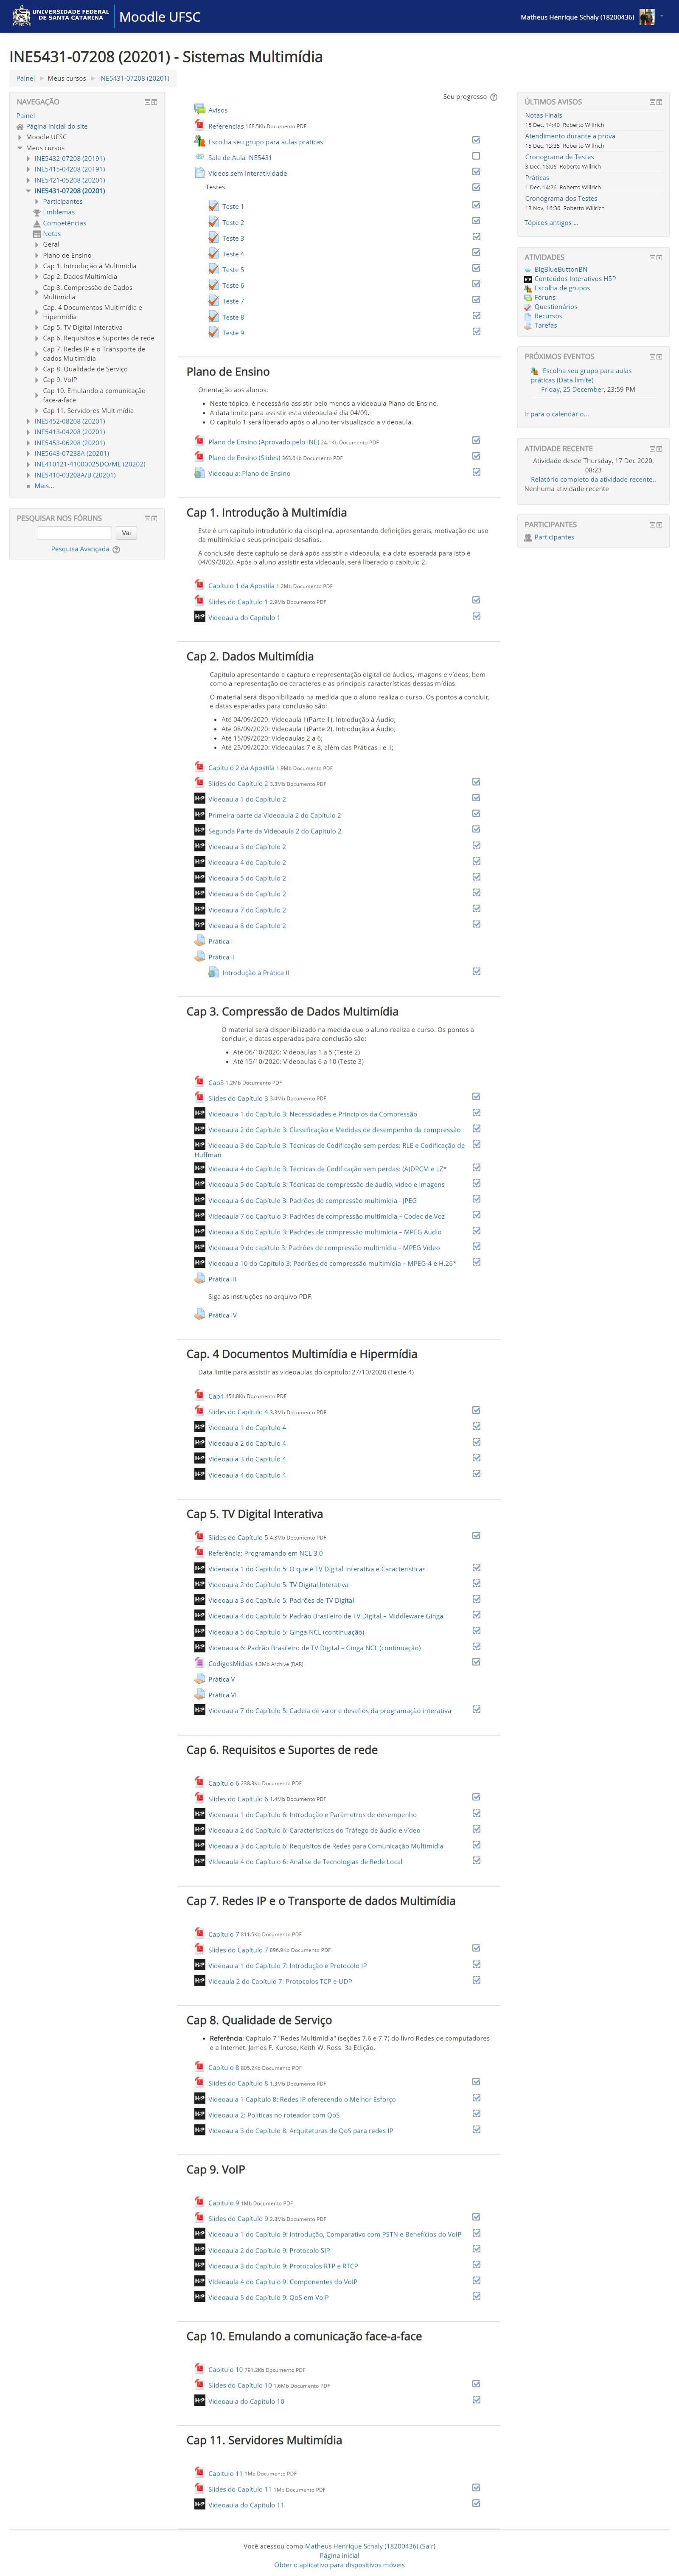 UNIVERSIDADE FEDERAL
DE SANTA CATARINA
Moodle UFSC
Matheus Henrique Schaly (18200436)
INE5431-07208 (20201) - Sistemas Multimídia
Painel
Meus cursos
INE5431-07208 (20201)
NAVEGAÇÃO
Painel
Página inicial do site
Moodle UFSC
Meus cursos
INE5432-07208 (20191)
INE5415-04208 (20191)
INE5421-05208 (20201)
INE5431-07208 (20201)
Participantes
Emblemas
Competências
Notas
Geral
Plano de Ensino
Cap 1. Introdução à Multimídia
Cap 2. Dados Multimídia
Cap 3. Compressão de Dados
Multimídia
Cap. 4 Documentos Multimídia e
Hipermídia
Cap 5. TV Digital Interativa
Cap 6. Requisitos e Suportes de rede
Cap 7. Redes IP e o Transporte de
dados Multimídia
Cap 8. Qualidade de Serviço
Cap 9. VoIP
Cap 10. Emulando a comunicação
face-a-face
Cap 11. Servidores Multimídia
INE5452-08208 (20201)
INE5413-04208 (20201)
INE5453-06208 (20201)
INE5643-07238A (20201)
INE410121-41000025DO/ME (20202)
INE5410-03208A/B (20201)
Mais...
PESQUISAR NOS FÓRUNS
Vai
Pesquisa Avançada
Seu progresso
Avisos
Referencias 168.5Kb Documento PDF
Escolha seu grupo para aulas práticas
Sala de Aula INE5431
Vídeos sem interatividade
Testes
Teste 1
Teste 2
Teste 3
Teste 4
Teste 5
Teste 6
Teste 7
Teste 8
Teste 9
Plano de Ensino
Orientação aos alunos:
Neste tópico, é necessário assistir pelo menos a videoaula Plano de Ensino.
A data limite para assistir esta videoaula é dia 04/09.
O capítulo 1 será liberado após o aluno ter visualizado a videoaula.
Plano de Ensino (Aprovado pelo INE) 24.1Kb Documento PDF
Plano de Ensino (Slides) 363.6Kb Documento PDF
Videoaula: Plano de Ensino
Cap 1. Introdução à Multimídia
Este é um capítulo introdutório da disciplina, apresentando definições gerais, motivação do uso
da multimídia e seus principais desafios.
A conclusão deste capítulo se dará após assistir a videoaula, e a data esperada para isto é
04/09/2020. Após o aluno assistir esta videoaula, será liberado o capítulo 2.
Capítulo 1 da Apostila 1.2Mb Documento PDF
Slides do Capítulo 1 2.9Mb Documento PDF
Videoaula do Capítulo 1
Cap 2. Dados Multimídia
Capítulo apresentando a captura e representação digital de áudios, imagens e vídeos, bem
como a representação de caracteres e as principais características dessas mídias.
O material será disponibilizado na medida que o aluno realiza o curso. Os pontos a concluir,
e datas esperadas para conclusão são:
Até 04/09/2020: Videoaula I (Parte 1). Introdução à Áudio;
Até 08/09/2020: Videoaula I (Parte 2). Introdução à Áudio;
Até 15/09/2020: Videoaulas 2 a 6;
Até 25/09/2020: Videoaulas 7 e 8, além das Práticas I e II;
Capítulo 2 da Apostila 1.9Mb Documento PDF
Slides do Capítulo 2 3.3Mb Documento PDF
Videoaula 1 do Capítulo 2
Primeira parte da Videoaula 2 do Capítulo 2
Segunda Parte da Videoaula 2 do Capítulo 2
Videoaula 3 do Capítulo 2
Videoaula 4 do Capítulo 2
Videoaula 5 do Capítulo 2
Videoaula 6 do Capítulo 2
Videoaula 7 do Capítulo 2
Videoaula 8 do Capítulo 2
Prática I
Prática II
Introdução à Prática II
Cap 3. Compressão de Dados Multimídia
O material será disponibilizado na medida que o aluno realiza o curso. Os pontos a
concluir, e datas esperadas para conclusão são:
Até 06/10/2020: Videoaulas 1 a 5 (Teste 2)
Até 15/10/2020: Videoaulas 6 a 10 (Teste 3)
Cap3 1.2Mb Documento PDF
Slides do Capítulo 3 3.4Mb Documento PDF
Videoaula 1 do Capítulo 3: Necessidades e Princípios da Compressão
Videoaula 2 do Capítulo 3: Classificação e Medidas de desempenho da compressão
Videoaula 3 do Capítulo 3: Técnicas de Codificação sem perdas: RLE e Codificação de
Huffman
Videoaula 4 do Capítulo 3: Técnicas de Codificação sem perdas: (A)DPCM e LZ*
Videoaula 5 do Capítulo 3: Técnicas de compressão de áudio, vídeo e imagens
Videoaula 6 do Capítulo 3: Padrões de compressão multimídia - JPEG
Videoaula 7 do Capítulo 3: Padrões de compressão multimídia – Codec de Voz
Videoaula 8 do Capítulo 3: Padrões de compressão multimídia – MPEG Áudio
Videoaula 9 do capítulo 3: Padrões de compressão multimídia – MPEG Vídeo
Videoaula 10 do Capítulo 3: Padrões de compressão multimídia – MPEG-4 e H.26*
Prática III
Siga as instruções no arquivo PDF.
Prática IV
Cap. 4 Documentos Multimídia e Hipermídia
Data limite para assistir as videoaulas do capítulo: 27/10/2020 (Teste 4)
Cap4 454.8Kb Documento PDF
Slides do Capítulo 4 3.3Mb Documento PDF
Videoaula 1 do Capítulo 4
Videoaula 2 do Capítulo 4
Videoaula 3 do Capítulo 4
Videoaula 4 do Capítulo 4
Cap 5. TV Digital Interativa
Slides do Capítulo 5 4.3Mb Documento PDF
Referência: Programando em NCL 3.0
Videoaula 1 do Capítulo 5: O que é TV Digital Interativa e Características
Videoaula 2 do Capítulo 5: TV Digital Interativa
Videoaula 3 do Capítulo 5: Padrões de TV Digital
Videoaula 4 do Capítulo 5: Padrão Brasileiro de TV Digital – Middleware Ginga
Videoaula 5 do Capítulo 5: Ginga NCL (continuação)
Videoaula 6: Padrão Brasileiro de TV Digital – Ginga NCL (continuação)
CodigosMidias 4.3Mb Archive (RAR)
Prática V
Prática VI
Videoaula 7 do Capítulo 5: Cadeia de valor e desafios da programação interativa
Cap 6. Requisitos e Suportes de rede
Capítulo 6 238.3Kb Documento PDF
Slides do Capítulo 6 1.4Mb Documento PDF
Videoaula 1 do Capítulo 6: Introdução e Parâmetros de desempenho
Videoaula 2 do Capítulo 6: Características do Tráfego de áudio e vídeo
Videoaula 3 do Capítulo 6: Requisitos de Redes para Comunicação Multimídia
Videoaula 4 do Capítulo 6: Análise de Tecnologias de Rede Local
Cap 7. Redes IP e o Transporte de dados Multimídia
Capítulo 7 811.5Kb Documento PDF
Slides do Capítulo 7 896.9Kb Documento PDF
Videoaula 1 do Capítulo 7: Introdução e Protocolo IP
Videaula 2 do Capítulo 7: Protocolos TCP e UDP
Cap 8. Qualidade de Serviço
Referência: Capítulo 7 "Redes Multimídia" (seções 7.6 e 7.7) do livro Redes de computadores
e a Internet. James F. Kurose, Keith W. Ross. 3a Edição.
Capítulo 8 805.2Kb Documento PDF
Slides do Capítulo 8 1.3Mb Documento PDF
Videoaula 1 Capítulo 8: Redes IP oferecendo o Melhor Esforço
Videoaula 2: Políticas no roteador com QoS
Videoaula 3 do Capítulo 8: Arquiteturas de QoS para redes IP
Cap 9. VoIP
Capítulo 9 1Mb Documento PDF
Slides do Capítulo 9 2.3Mb Documento PDF
Videoaula 1 do Capítulo 9: Introdução, Comparativo com PSTN e Benefícios do VoIP
Videoaula 2 do Capítulo 9: Protocolo SIP
Videoaula 3 do Capítulo 9: Protocolos RTP e RTCP
Videoaula 4 do Capítulo 9: Componentes do VoIP
Videoaula 5 do Capítulo 9: QoS em VoIP
Cap 10. Emulando a comunicação face-a-face
Capítulo 10 791.2Kb Documento PDF
Slides do Capítulo 10 1.6Mb Documento PDF
Videoaula do Capítulo 10
Cap 11. Servidores Multimídia
Capítulo 11 1Mb Documento PDF
Slides do Capítulo 11 1Mb Documento PDF
Videoaula do Capítulo 11
ÚLTIMOS AVISOS
Notas Finais
15 Dec, 14:40 Roberto Willrich
Atendimento durante a prova
15 Dec, 13:35 Roberto Willrich
Cronograma de Testes
3 Dec, 18:06 Roberto Willrich
Práticas
1 Dec, 14:26 Roberto Willrich
Cronograma dos Testes
13 Nov, 16:36 Roberto Willrich
Tópicos antigos ...
ATIVIDADES
BigBlueButtonBN
Conteúdos Interativos H5P
Escolha de grupos
Fóruns
Questionários
Recursos
Tarefas
PRÓXIMOS EVENTOS
Escolha seu grupo para aulas
práticas (Data limite)
Friday, 25 December, 23:59 PM
Ir para o calendário...
ATIVIDADE RECENTE
Atividade desde Thursday, 17 Dec 2020,
08:23
Relatório completo da atividade recente..
Nenhuma atividade recente
PARTICIPANTES
Participantes
Você acessou como Matheus Henrique Schaly (18200436) (Sair)
Página inicial
Obter o aplicativo para dispositivos móveis